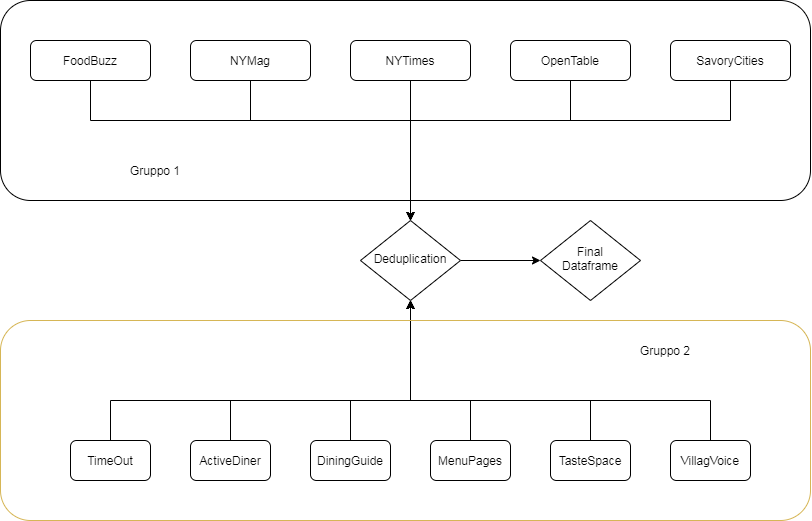 FoodBuzz
NYMag
NYTimes
OpenTable
SavoryCities
Gruppo 1
Deduplication
Final
Dataframe
Gruppo 2
TimeOut
ActiveDiner
DiningGuide
MenuPages
TasteSpace
VillagVoice